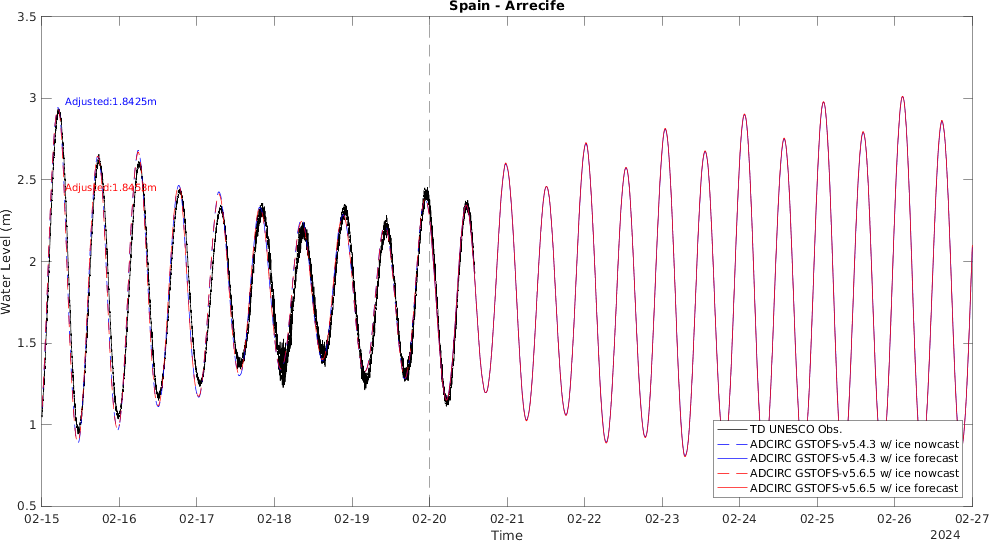 Spain - Arrecife
3.5
3
2.5
2
1.5
1
0.5
Water Level (m)
Adjusted:1.8425m
Adjusted:1.8458m
TD UNESCO Obs.
ADCIRC GSTOFS-v5.4.3 w/ ice nowcast
ADCIRC GSTOFS-v5.4.3 w/ ice forecast
ADCIRC GSTOFS-v5.6.5 w/ ice nowcast
ADCIRC GSTOFS-v5.6.5 w/ ice forecast
02-15 02-16 02-17 02-18 02-19 02-20 02-21 02-22 02-23 02-24 02-25 02-26 02-27
Time
2024